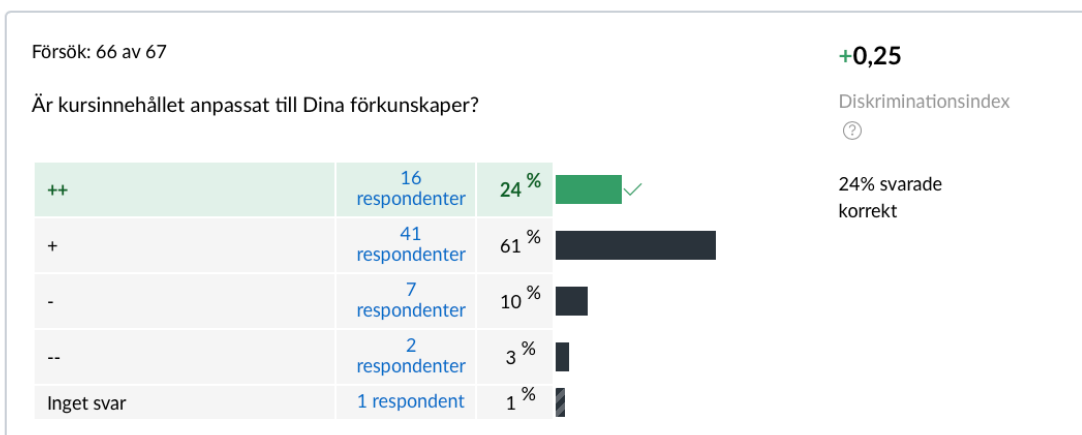 Försök: 66 av 67
+0,25
Är kursinnehållet anpassat till Dina förkunskaper?
Diskriminationsindex
?
++ 16 respondenter 24 %
24% svarade
korrekt
+ 41 respondenter 61 %
- 7 respondenter 10 %
-- 2 respondenter 3 %
Inget svar 1 respondent 1 %